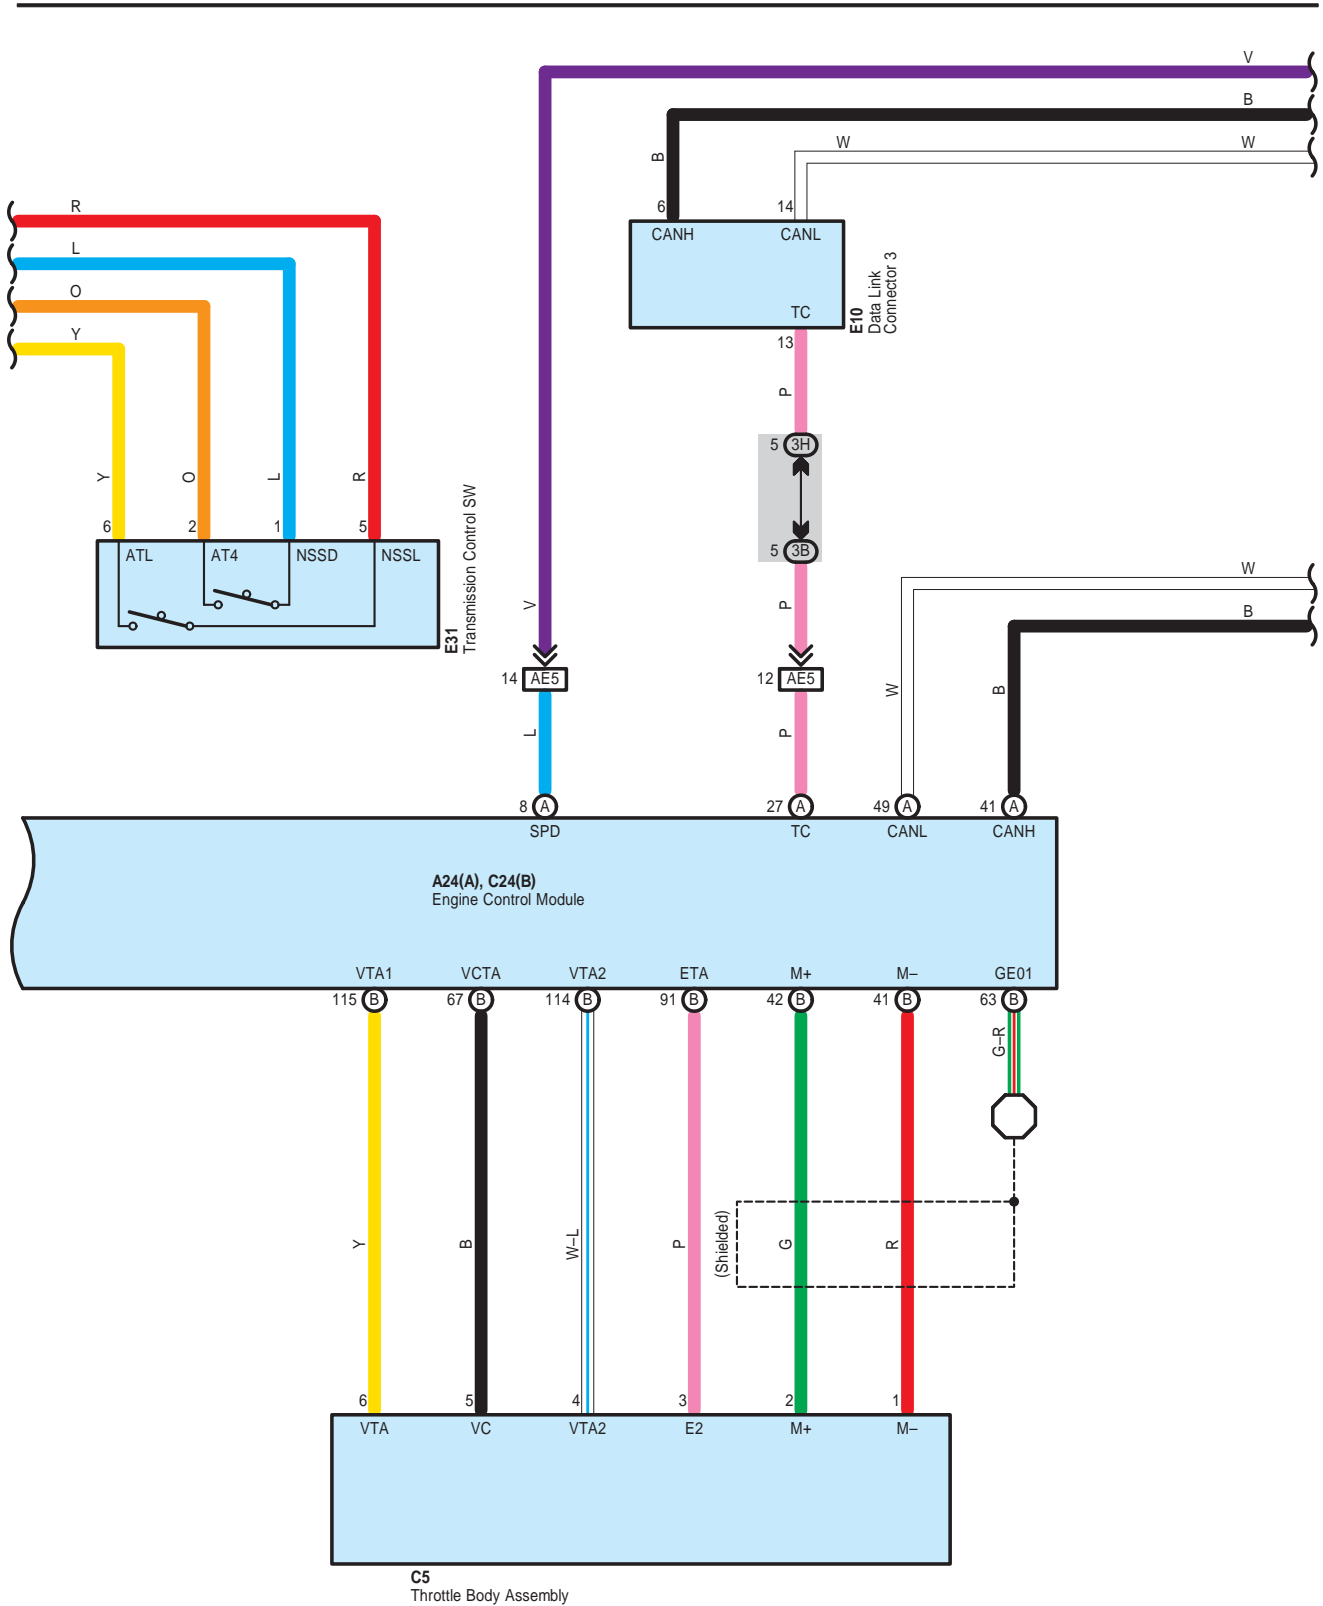 V
B
W W
B
R
L
O
Y
6 14
CANH CANL
TC
E10
Data Link
Connector 3
13
P
5 3H
5 3B
Y O L R
6 2 1 5
ATL AT4 NSSD NSSL
E31
Transmission Control SW
W
B
V P
14 AE5 12 AE5
W B
L P
8 A 27 A 49 A 41 A
SPD TC CANL CANH
A24(A), C24(B)
Engine Control Module
VTA1 VCTA VTA2 ETA M+ M– GE01
115 B 67 B 114 B 91 B 42 B 41 B 63 B
G–R
Y B W–L P (Shielded) G R
6 5 4 3 2 1
VTA VC VTA2 E2 M+ M–
C5
Throttle Body Assembly